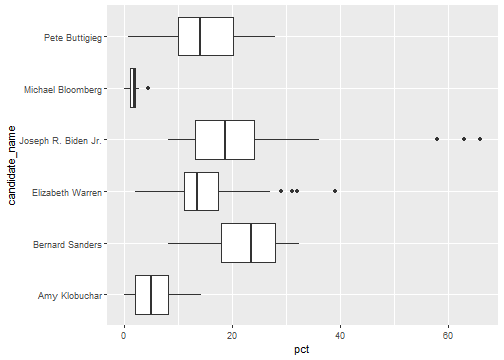 candidate_name
Pete Buttigieg
Michael Bloomberg
Joseph R. Biden Jr.
Elizabeth Warren
Bernard Sanders
Amy Klobuchar
0 20 40 60
pct